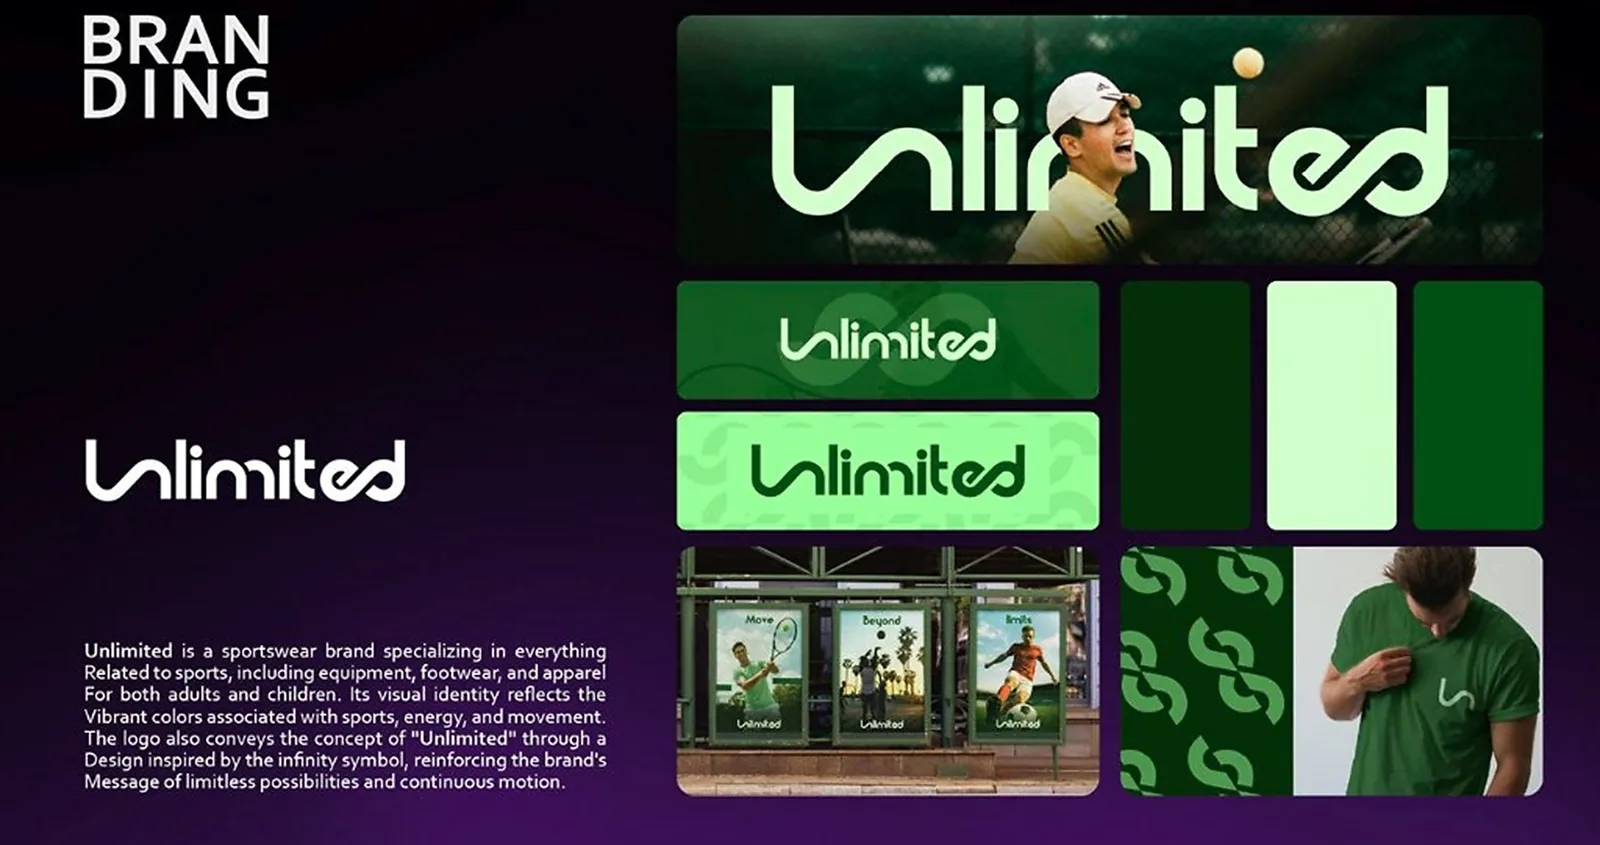 BRAN
DING
Unlimited
Unlimited is a sportswear brand specializing in everything
Related to sports, including equipment, footwear, and apparel
For both adults and children. Its visual identity reflects the
Vibrant colors associated with sports, energy, and movement.
The logo also conveys the concept of "Unlimited" through a
Design inspired by the infinity symbol, reinforcing the brand's
Message of limitless possibilities and continuous motion.
Unlimited
Unlimited
Unlimited
Move
Unlimited
Beyond
Unlimited
limits
Unlimited